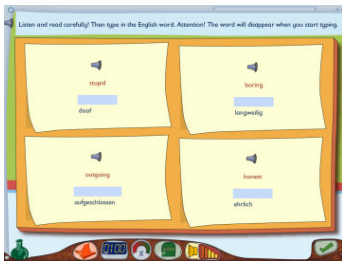 Listen and read carefully! Then type in the English word. Attention! The word will disappear when you start typing.
stupid
doof
boring
langweilig
outgoing
aufgeschlossen
honest
ehrlich